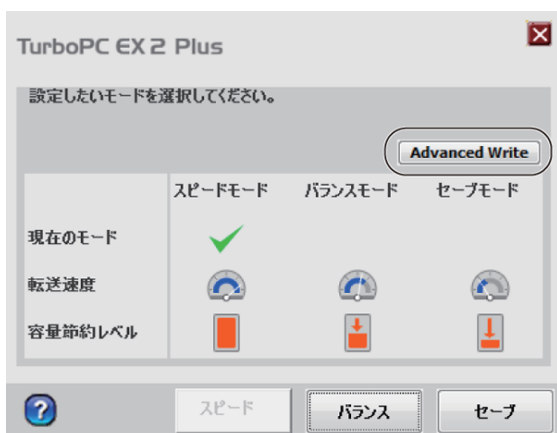 TurboPC EX 2 Plus
設定したいモードを選択してください。
Advanced Write
スピードモード バランスモード セーブモード
現在のモード
転送速度
容量節約レベル
スピード バランス セーブ